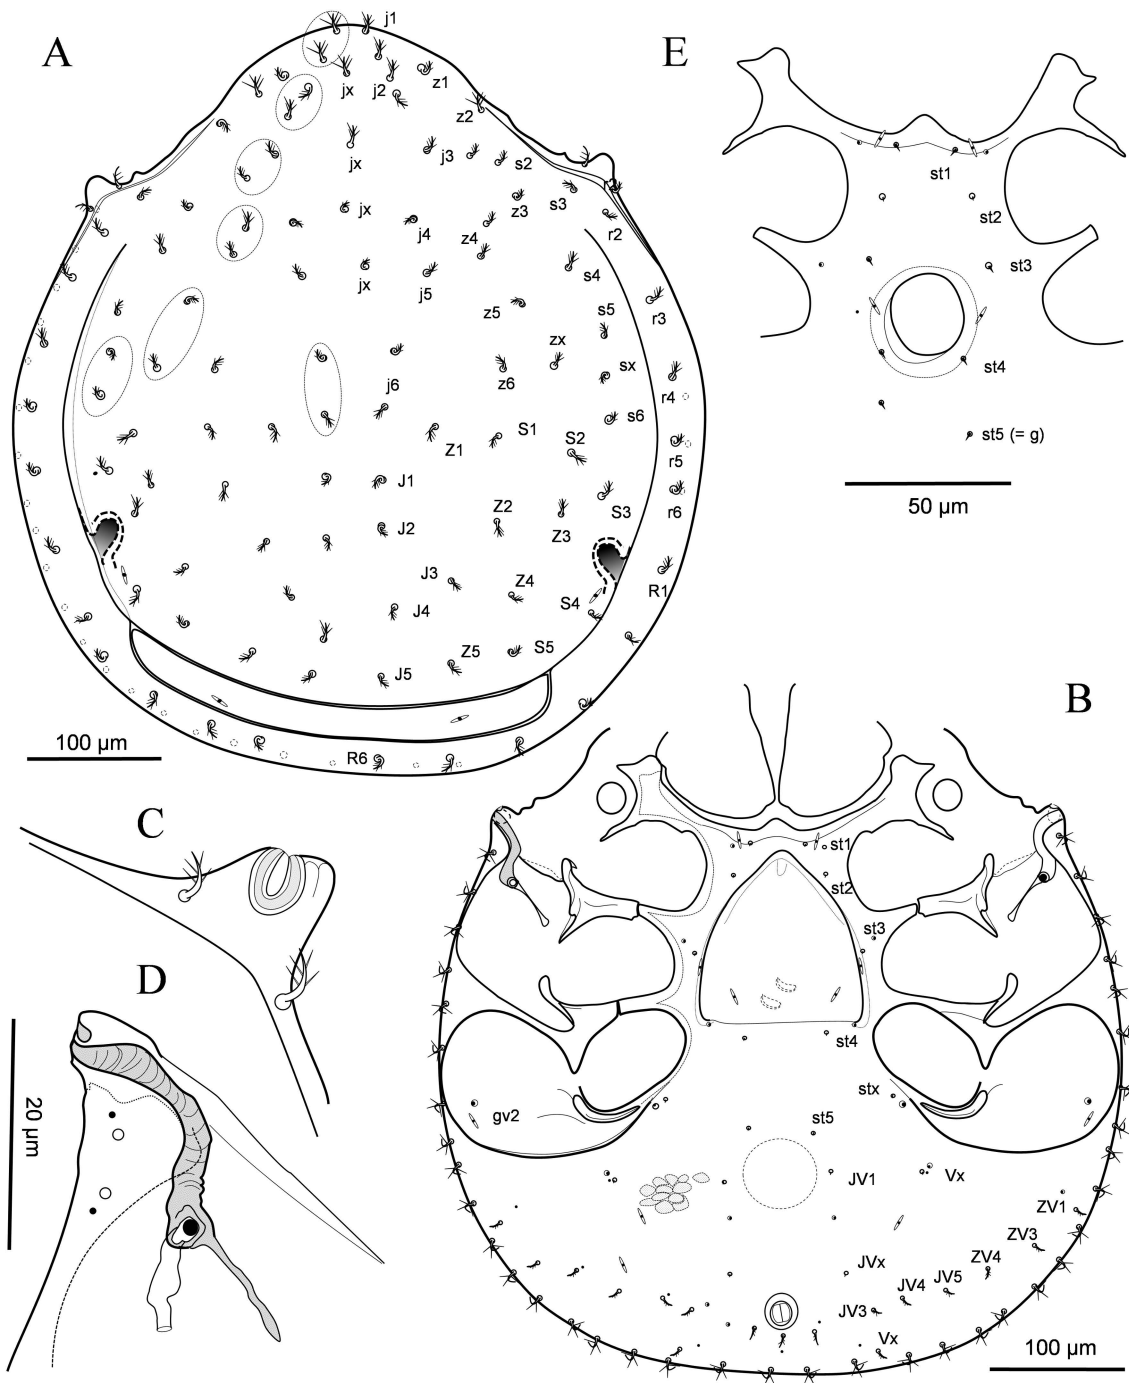 A
j1
jx
j2
z1
z2
jx
j3
s2
jx
j4
z3
s3
z4
r2
jx
j5
s4
z5
s5
r3
zx
j6
z6
sx
r4
s6
Z1
S1
S2
r5
J1
Z2
Z3
S3
r6
J2
J3
Z4
S4
R1
J4
Z5
S5
J5
R6
100 µm
E
st1
st2
st3
st4
st5 (= g)
50 µm
B
st1
st2
st3
st4
stx
gv2
st5
JV1
Vx
ZV1
ZV3
ZV4
JVx
JV5
JV4
JV3
Vx
100 µm
C
D
20 µm